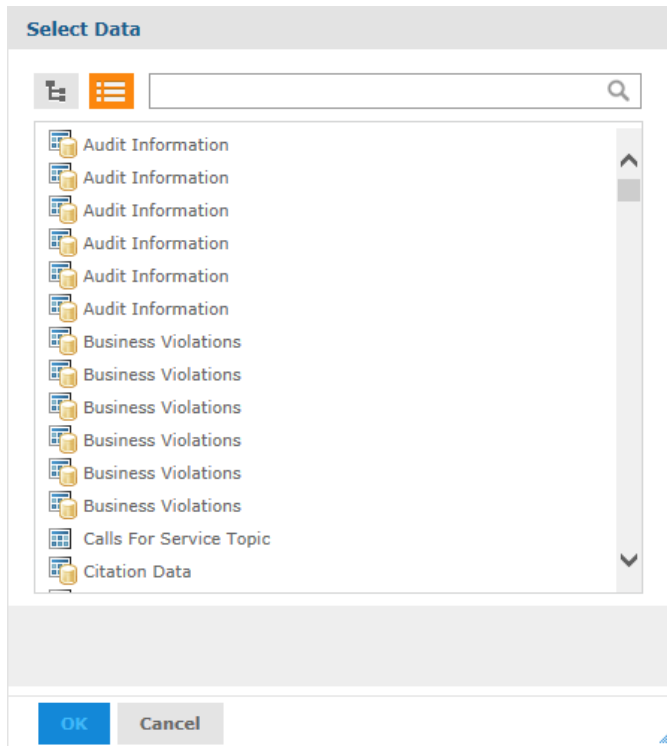 Select Data
Audit Information
Audit Information
Audit Information
Audit Information
Audit Information
Audit Information
Business Violations
Business Violations
Business Violations
Business Violations
Business Violations
Business Violations
Calls For Service Topic
Citation Data
OK
Cancel